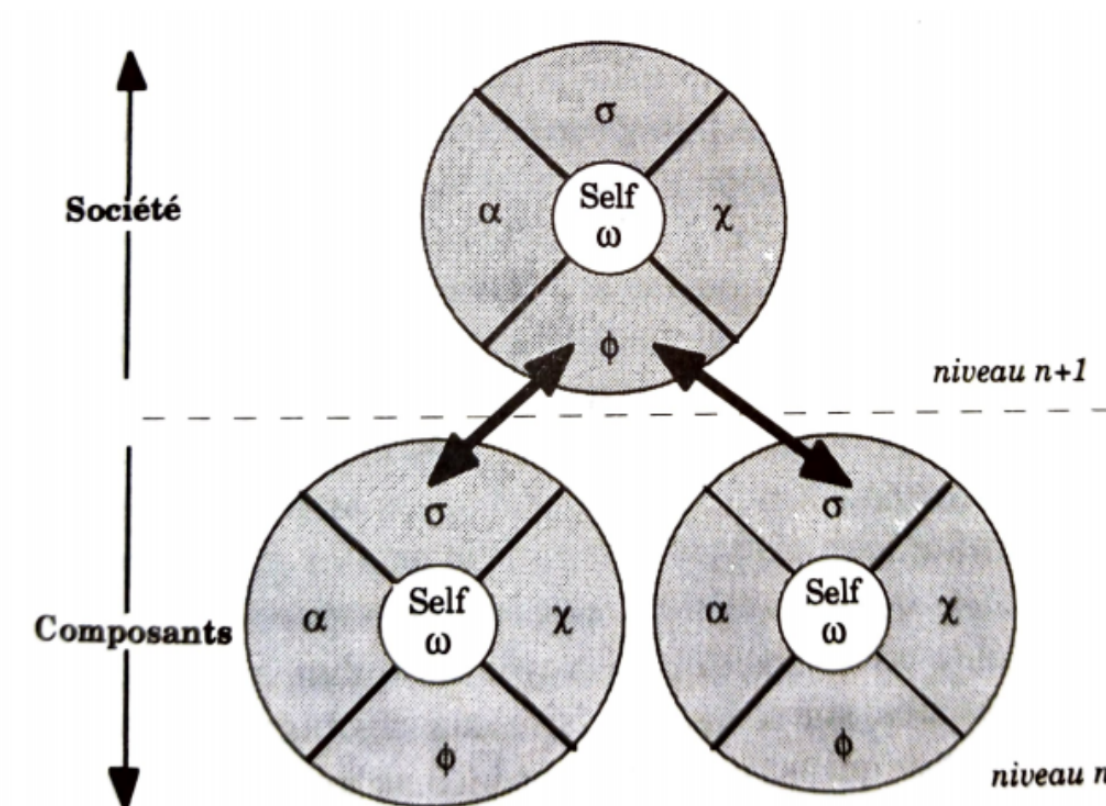 σ
Société
α
Self
ω
χ
φ
niveau n+1
σ
σ
Composants
α
Self
ω
χ
α
Self
ω
χ
φ
φ
niveau n